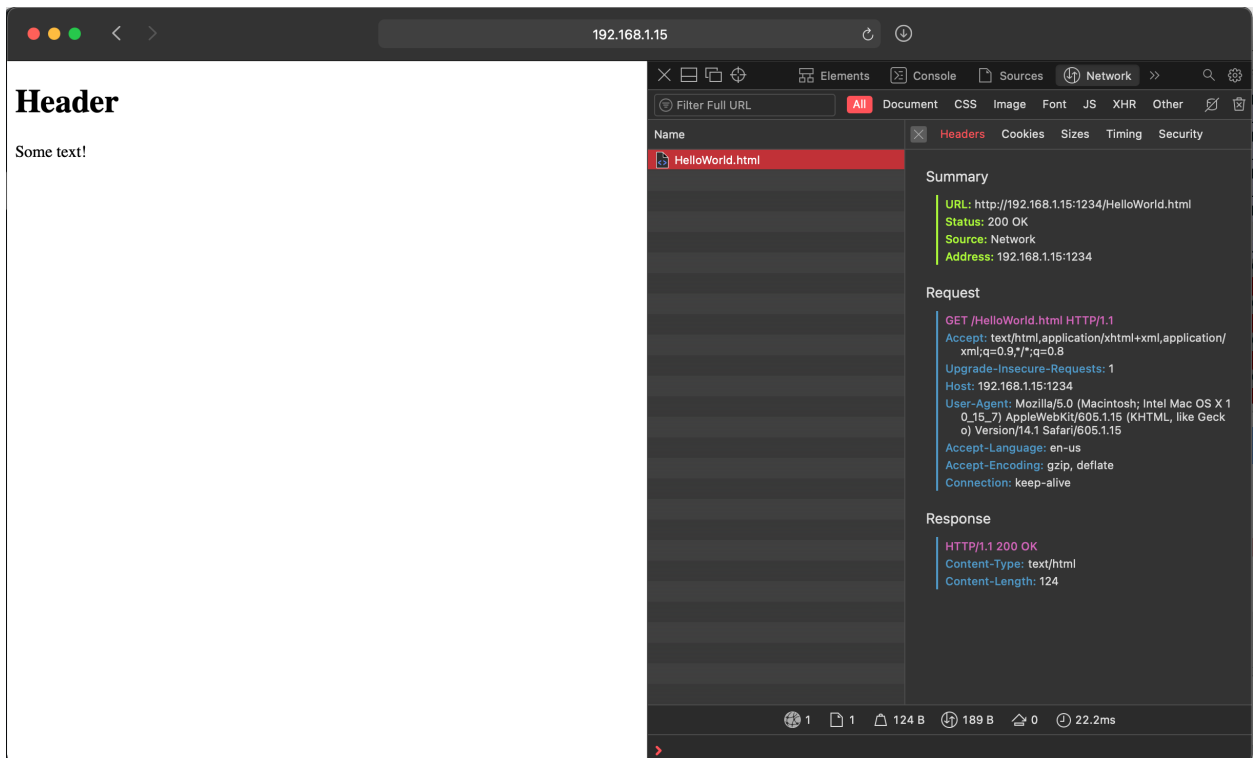 192.168.1.15
Header
Some text!
Elements Console Sources Network
Filter Full URL All Document CSS Image Font JS XHR Other
Name Headers Cookies Sizes Timing Security
HelloWorld.html
Summary
URL: http://192.168.1.15:1234/HelloWorld.html
Status: 200 OK
Source: Network
Address: 192.168.1.15:1234
Request
GET /HelloWorld.html HTTP/1.1
Accept: text/html,application/xhtml+xml,application/
xml;q=0.9,*/*;q=0.8
Upgrade-Insecure-Requests: 1
Host: 192.168.1.15:1234
User-Agent: Mozilla/5.0 (Macintosh; Intel Mac OS X 1
0_15_7) AppleWebKit/605.1.15 (KHTML, like Geck
o) Version/14.1 Safari/605.1.15
Accept-Language: en-us
Accept-Encoding: gzip, deflate
Connection: keep-alive
Response
HTTP/1.1 200 OK
Content-Type: text/html
Content-Length: 124
1 1 124 B 189 B 0 22.2ms